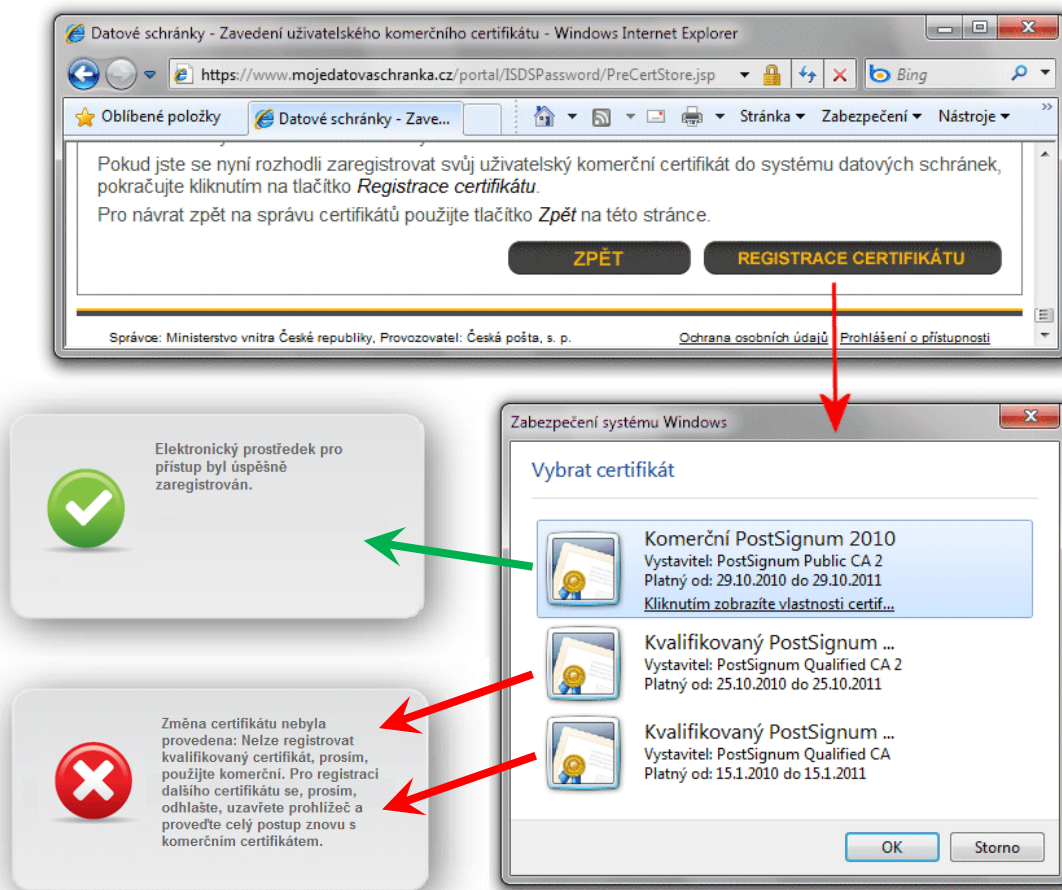 Datové schránky - Zavedení uživatelského komerčního certifikátu - Windows Internet Explorer
https://www.mojedatovaschranka.cz/portal/ISDSPassword/PreCertStore.jsp
Bing
Oblíbené položky
Datové schránky - Zave...
Stránka
Zabezpečení
Nástroje
Pokud jste se nyní rozhodli zaregistrovat svůj uživatelský komerční certifikát do systému datových schránek,
pokračujte kliknutím na tlačítko Registrace certifikátu.
Pro návrat zpět na správu certifikátů použijte tlačítko Zpět na této stránce.
ZPĚT
REGISTRACE CERTIFIKÁTU
Správce: Ministerstvo vnitra České republiky, Provozovatel: Česká pošta, s. p.
Ochrana osobních údajů
Prohlášení o přístupnosti
Elektronický prostředek pro
přístup byl úspěšně
zaregistrován.
Změna certifikátu nebyla
provedena: Nelze registrovat
kvalifikovaný certifikát, prosím,
použijte komerční. Pro registraci
dalšího certifikátu se, prosím,
odhlašte, uzavřete prohlížeč a
proveďte celý postup znovu s
komerčním certifikátem.
Zabezpečení systému Windows
Vybrat certifikát
Komerční PostSignum 2010
Vystavitel: PostSignum Public CA 2
Platný od: 29.10.2010 do 29.10.2011
Kliknutím zobrazíte vlastnosti certif...
Kvalifikovaný PostSignum ...
Vystavitel: PostSignum Qualified CA 2
Platný od: 25.10.2010 do 25.10.2011
Kvalifikovaný PostSignum ...
Vystavitel: PostSignum Qualified CA
Platný od: 15.1.2010 do 15.1.2011
OK
Storno